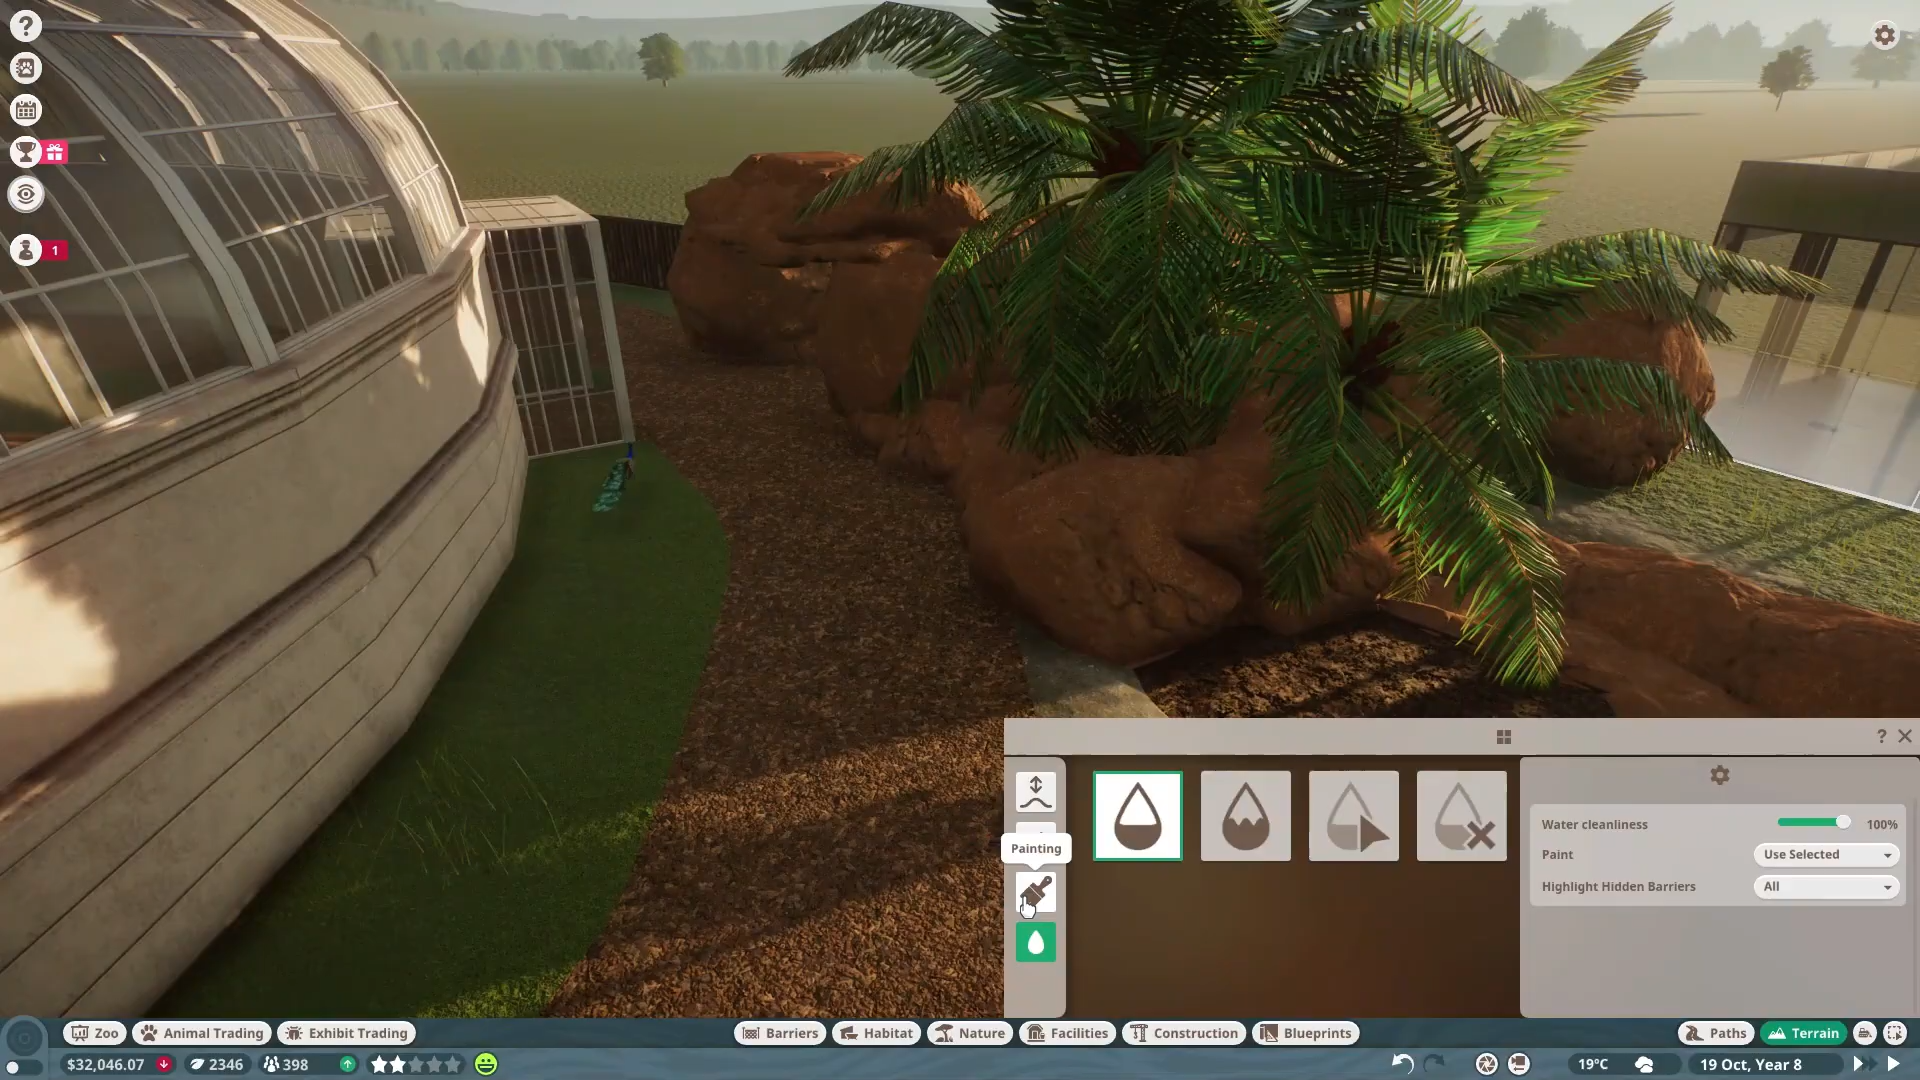 ?
1
Painting
? X
Water cleanliness 100%
Paint Use Selected
Highlight Hidden Barriers All
Zoo Animal Trading Exhibit Trading Barriers Habitat Nature Facilities Construction Blueprints Paths Terrain
$32,046.07 2346 398 19°C 19 Oct, Year 8